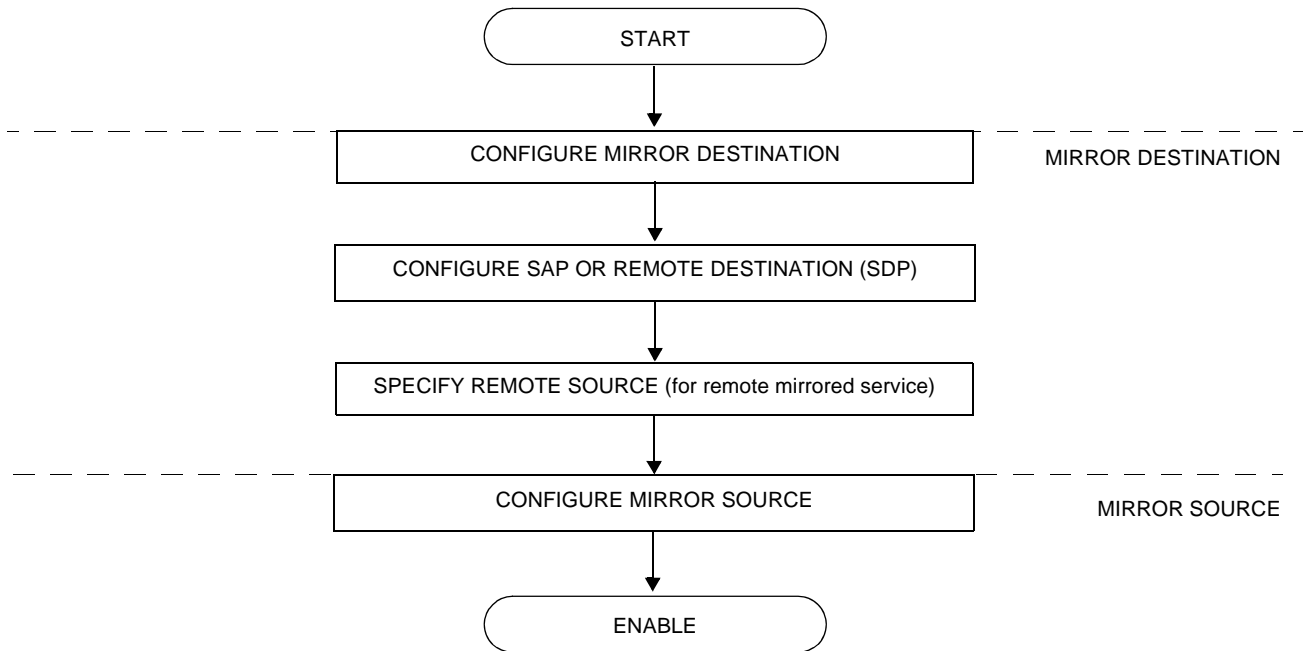 START
CONFIGURE MIRROR DESTINATION
MIRROR DESTINATION
CONFIGURE SAP OR REMOTE DESTINATION (SDP)
SPECIFY REMOTE SOURCE (for remote mirrored service)
CONFIGURE MIRROR SOURCE
MIRROR SOURCE
ENABLE